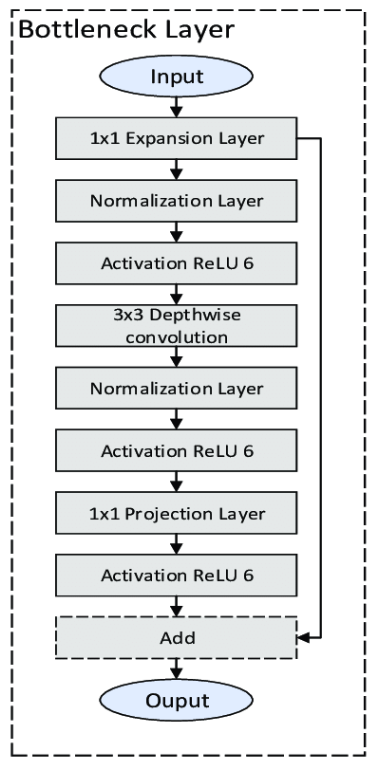 Bottleneck Layer
Input
1x1 Expansion Layer
Normalization Layer
Activation ReLU 6
3x3 Depthwise
convolution
Normalization Layer
Activation ReLU 6
1x1 Projection Layer
Activation ReLU 6
Add
Ouput